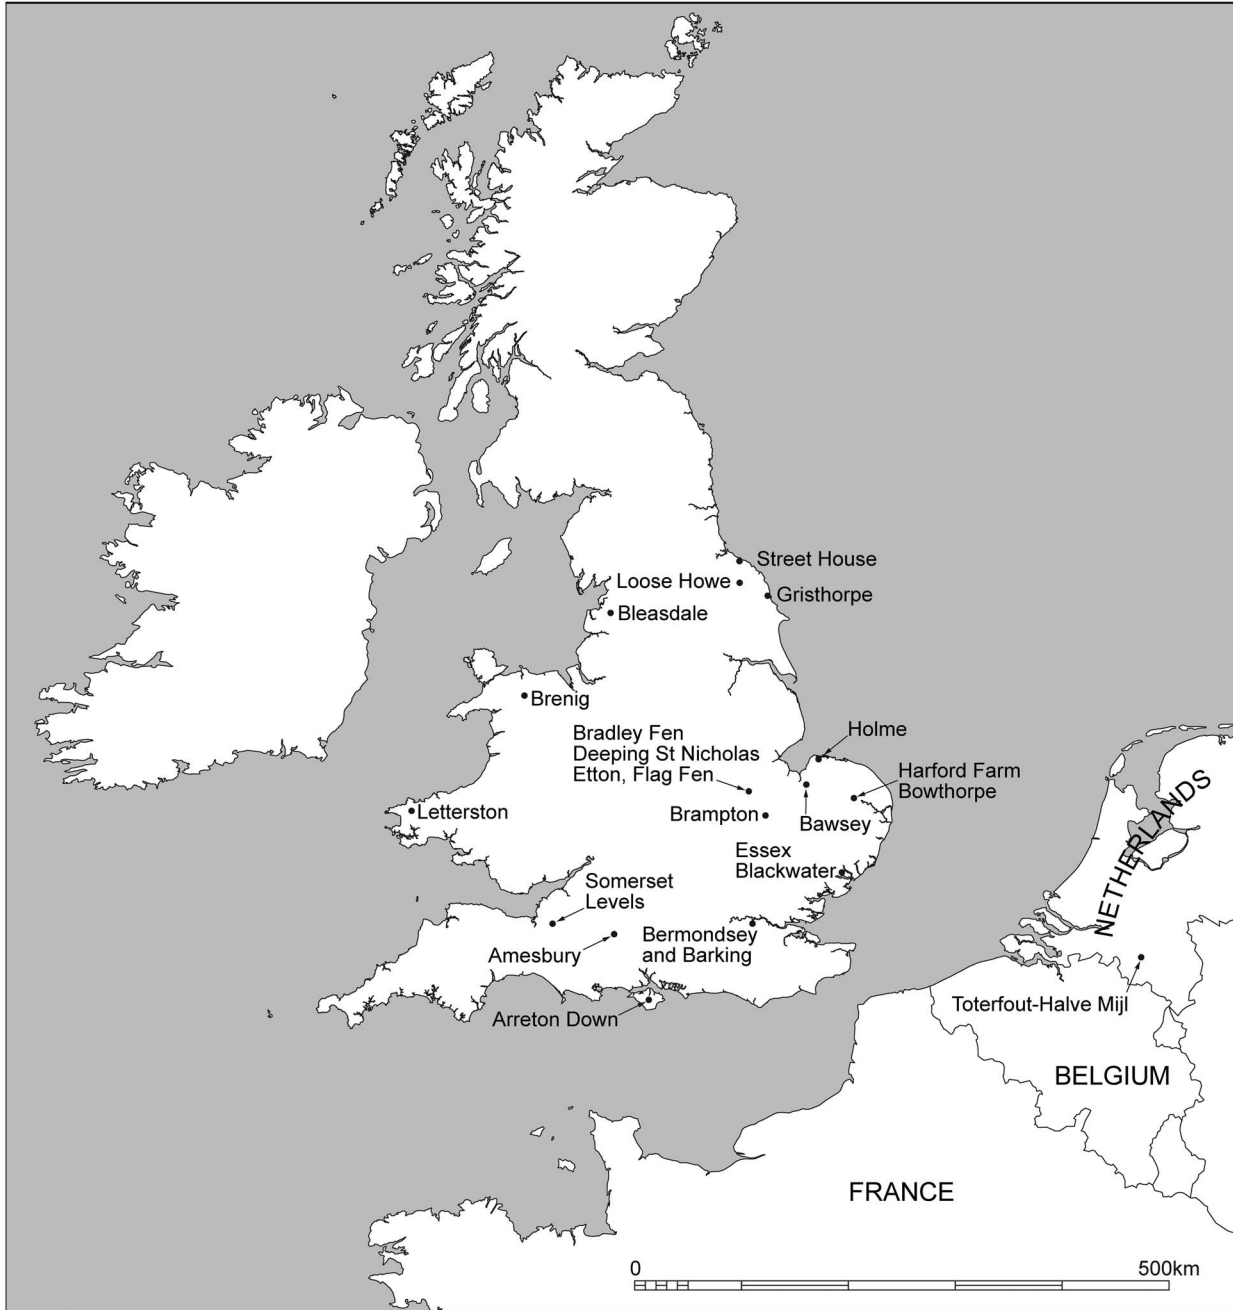 Street House
Loose Howe
Gristhorpe
Bleasdale
Brenig
Holme
Bradley Fen
Deeping St Nicholas
Etton, Flag Fen
Harford Farm
Bowthorpe
Letterston
Brampton
Bawsey
NETHERLANDS
Essex
Blackwater
Somerset
Levels
Amesbury
Bermondsey
and Barking
Toterfout-Halve Mijl
Arreton Down
BELGIUM
FRANCE
0 500km